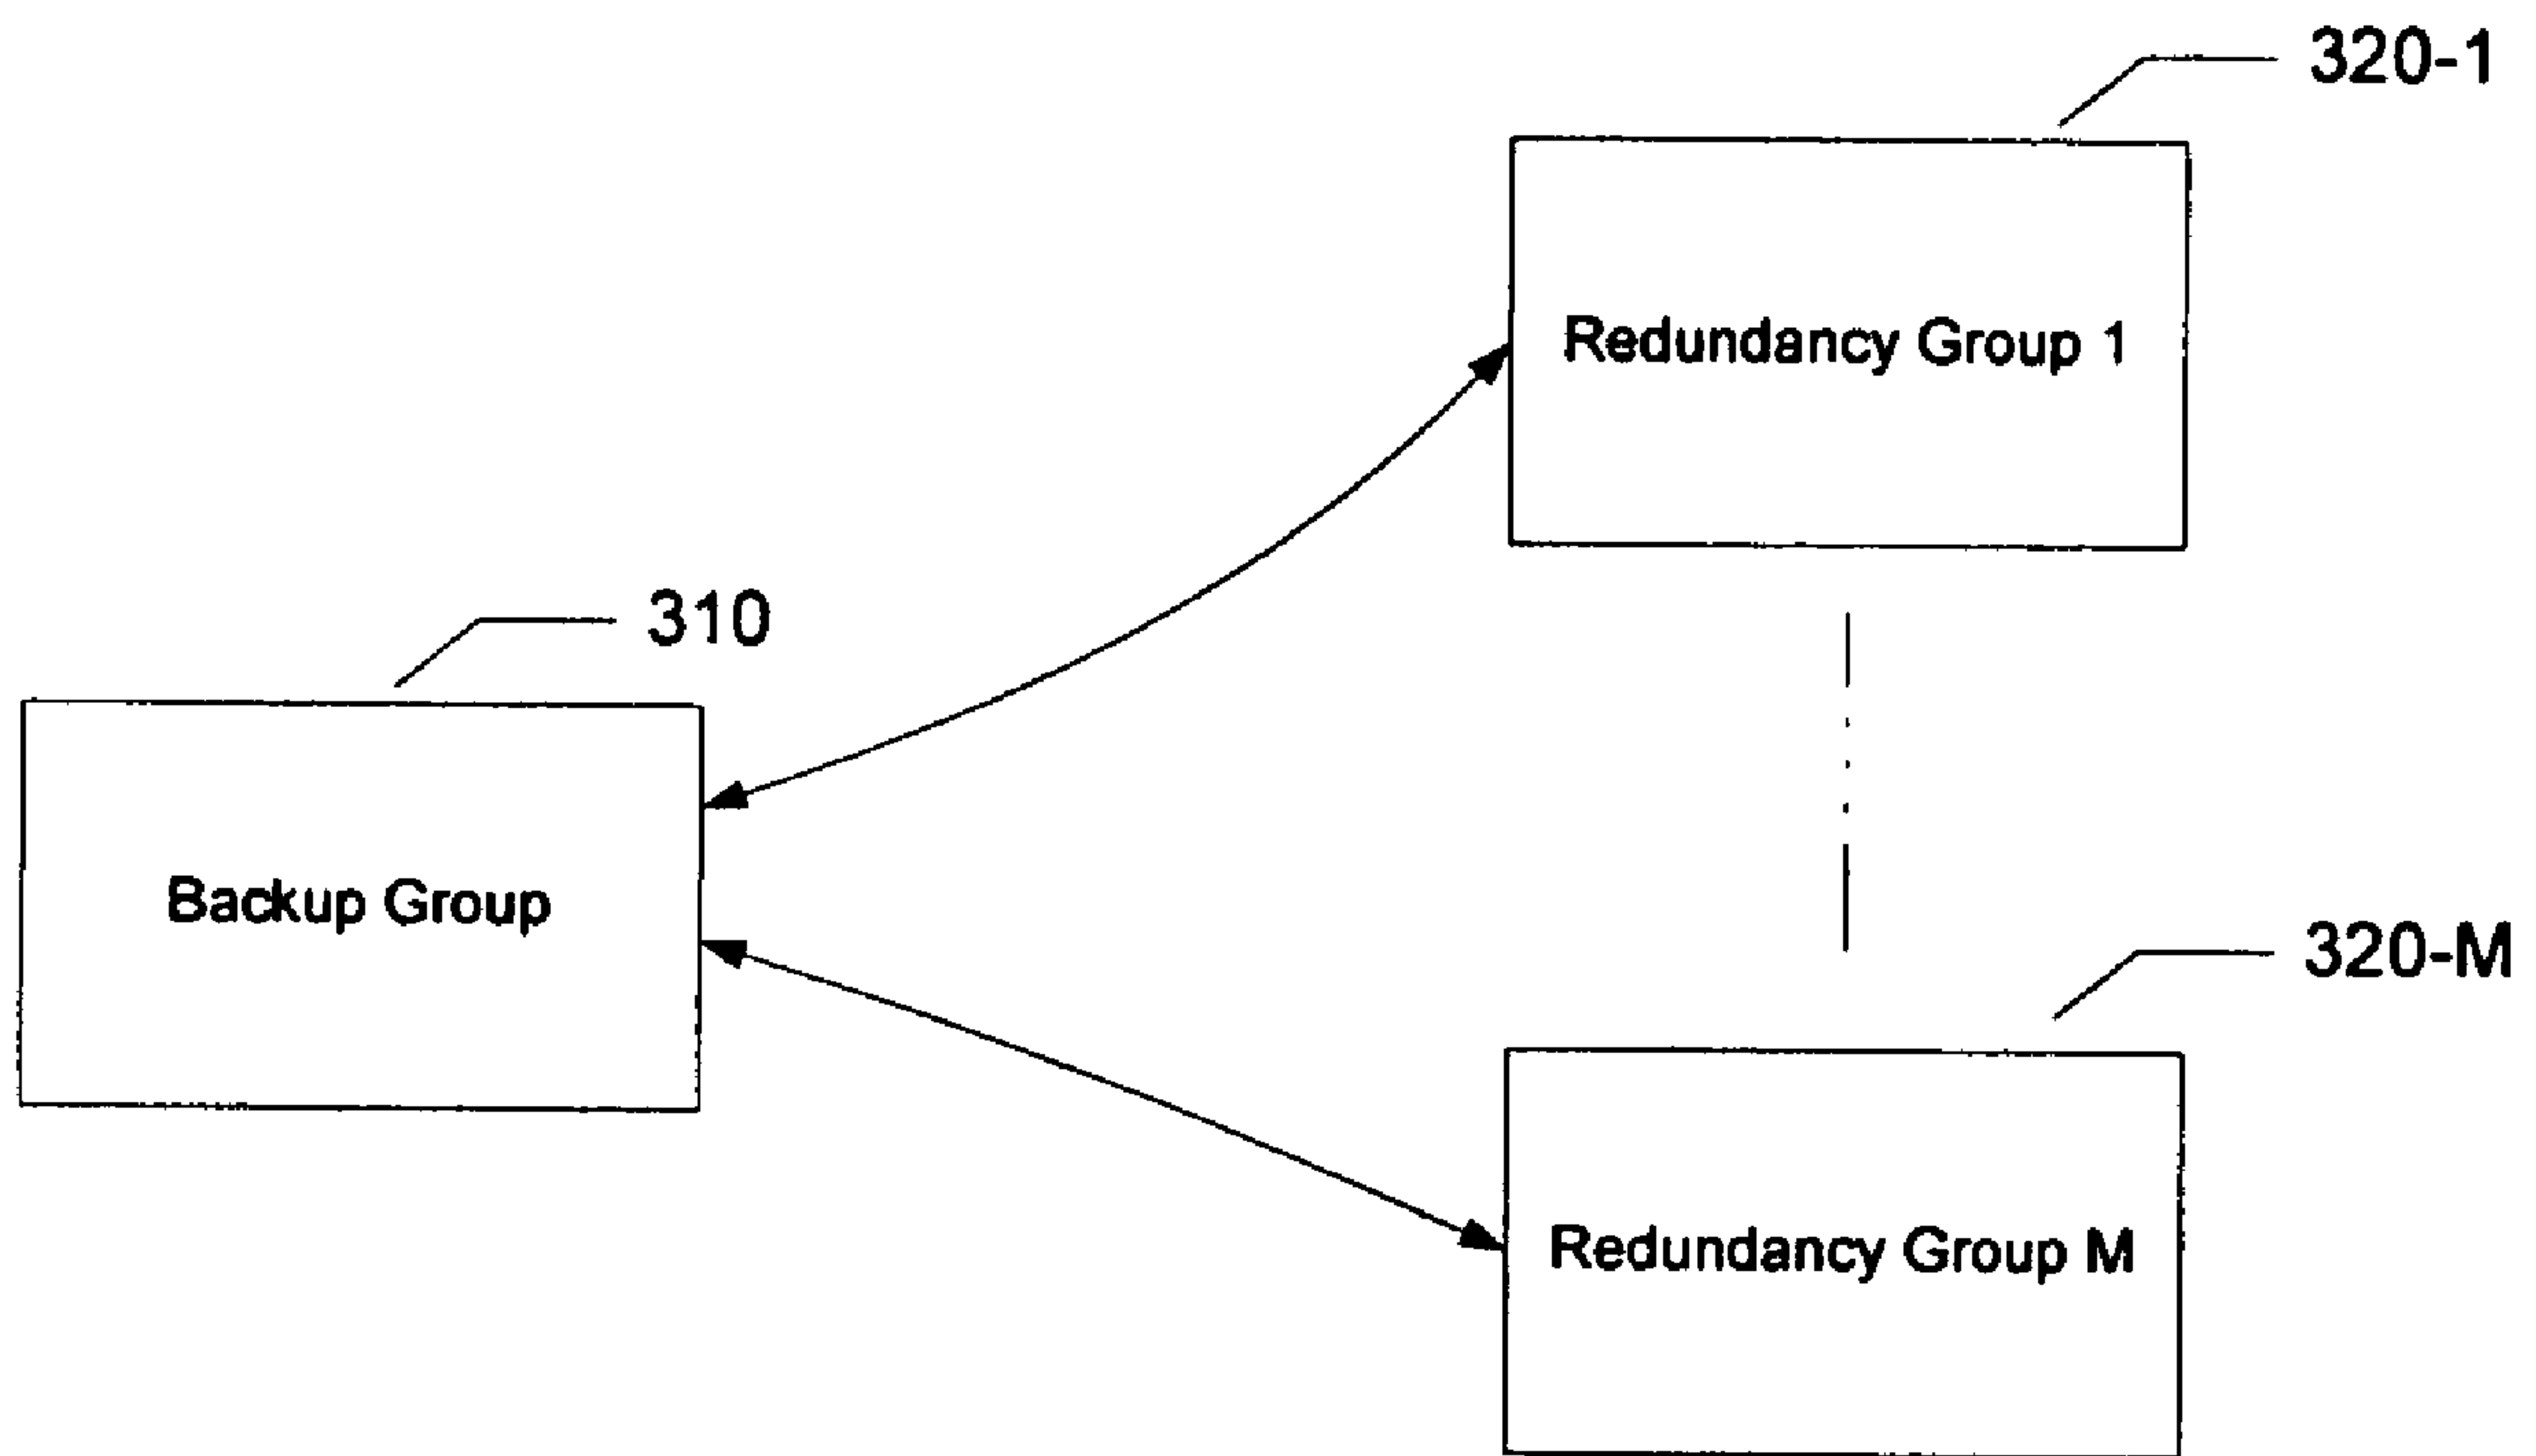 320-1
Redundancy Group 1
310
Backup Group
320-M
Redundancy Group M